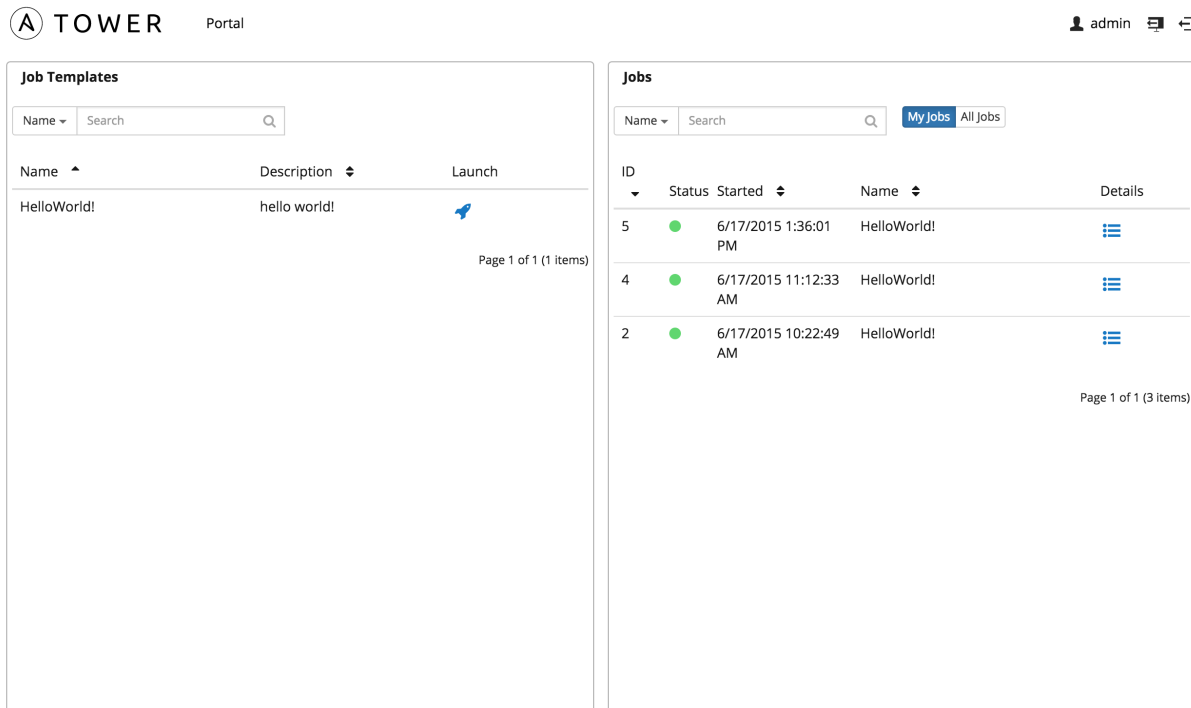 A TOWER Portal admin
Job Templates
Name Search
Name Description Launch
HelloWorld! hello world!
Page 1 of 1 (1 items)
Jobs
Name Search My Jobs All Jobs
ID
Status Started Name Details
5 6/17/2015 1:36:01 HelloWorld!
PM
4 6/17/2015 11:12:33 HelloWorld!
AM
2 6/17/2015 10:22:49 HelloWorld!
AM
Page 1 of 1 (3 items)